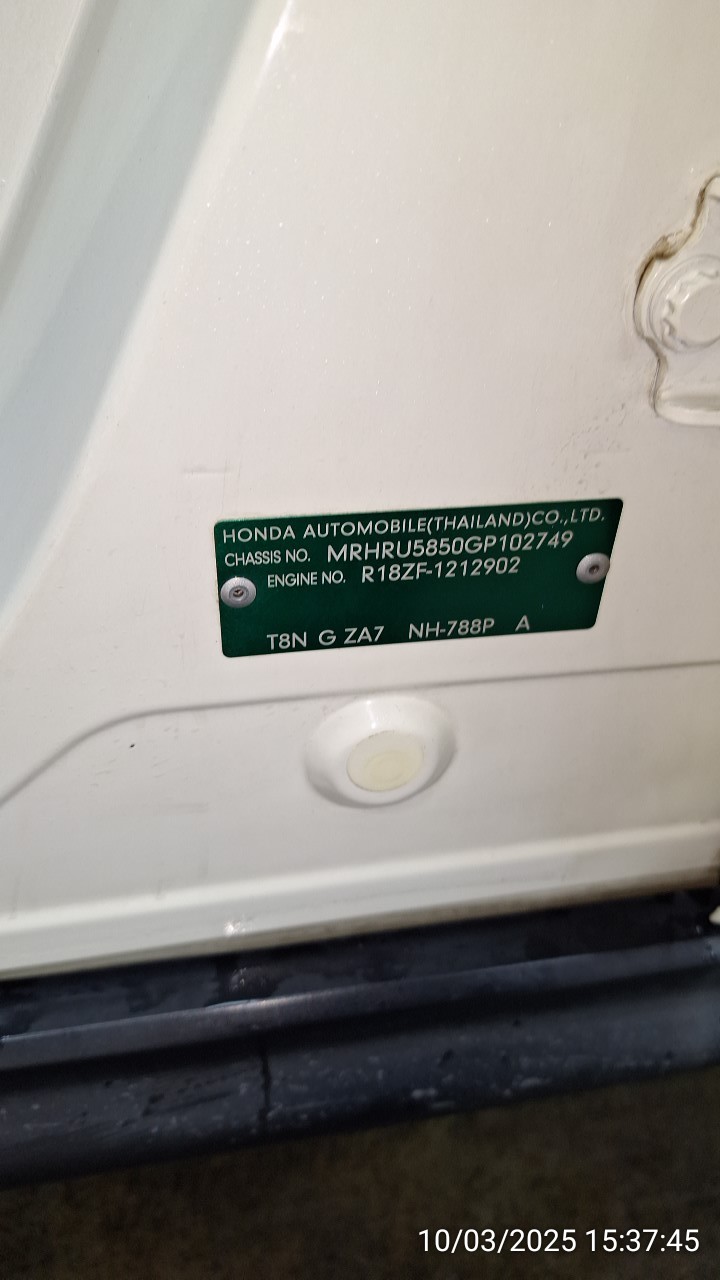 HONDA AUTOMOBILE(THAILAND)CO.,LTD.
CHASSIS NO. MRHRU5850GP102749
ENGINE NO. R18ZF-1212902
T8N G ZA7 NH-788P A
10/03/2025 15:37:45